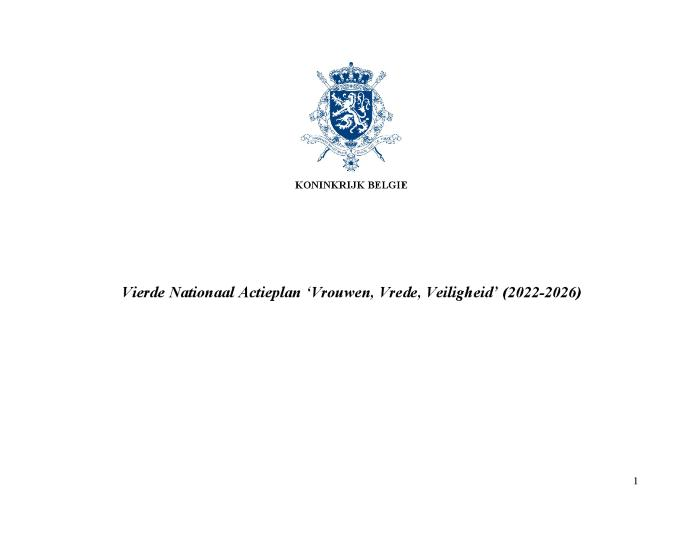 KONINKRIJK BELGIE
Vierde Nationaal Actieplan ‘Vrouwen, Vrede, Veiligheid’ (2022-2026)
1